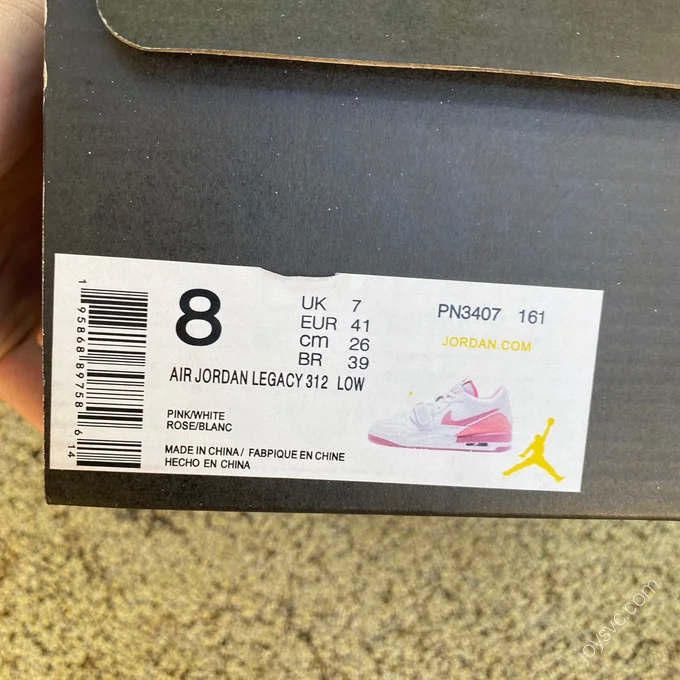 1 95868 89758 6 14
8
UK 7
EUR 41
cm 26
BR 39
PN3407 161
JORDAN.COM
AIR JORDAN LEGACY 312 LOW
PINK/WHITE
ROSE/BLANC
MADE IN CHINA / FABRIQUE EN CHINE
HECHO EN CHINA
joysvc.com